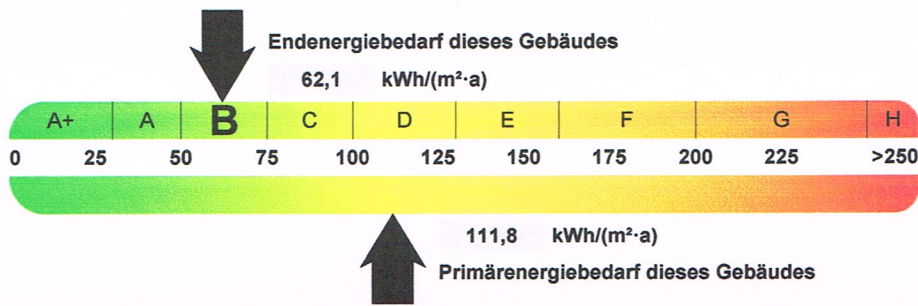 Endenergiebedarf dieses Gebäudes
62,1 kWh/(m²·a)
A+ A B C D E F G H
0 25 50 75 100 125 150 175 200 225 >250
111,8 kWh/(m²·a)
Primärenergiebedarf dieses Gebäudes